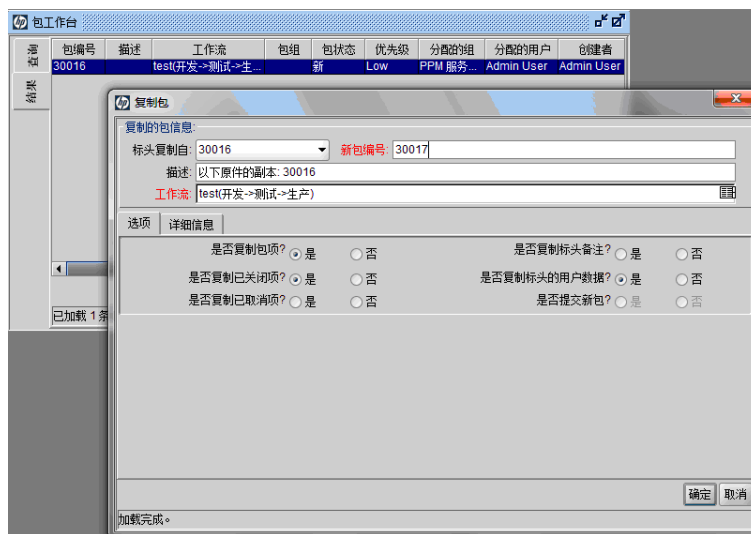 包工作台
查询
结果
包编号 描述 工作流 包组 包状态 优先级 分配的组 分配的用户 创建者
30016 test(开发->测试->生... 新 Low PPM 服务... Admin User Admin User
复制包
复制的包信息:
标头复制自: 30016 新包编号: 30017
描述: 以下原件的副本: 30016
工作流: test(开发->测试->生产)
选项 详细信息
是否复制包项? 是 否 是否复制标头备注? 是 否
是否复制已关闭项? 是 否 是否复制标头的用户数据? 是 否
是否复制已取消项? 是 否 是否提交新包? 是 否
已加载 1 条
确定 取消
加载完成。